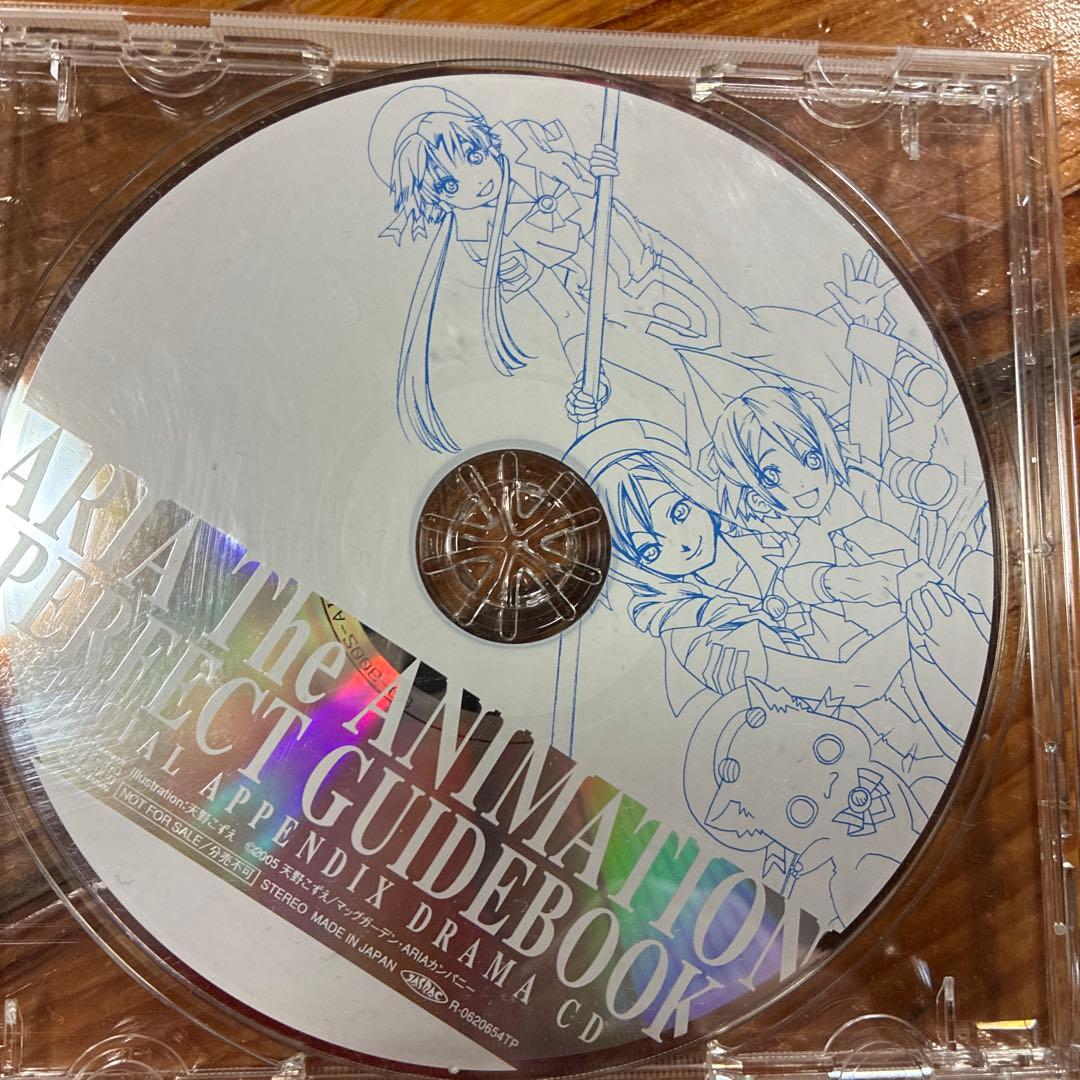 ARIA The ANIMATION
PERFECT GUIDEBOOK
APPENDIX DRAMA CD
Illustration:天野こずえ ©2005 天野こずえ/マッグガーデン・ARIAカンパニー
NOT FOR SALE/分売不可 STEREO MADE IN JAPAN JASRAC R-0620654TP